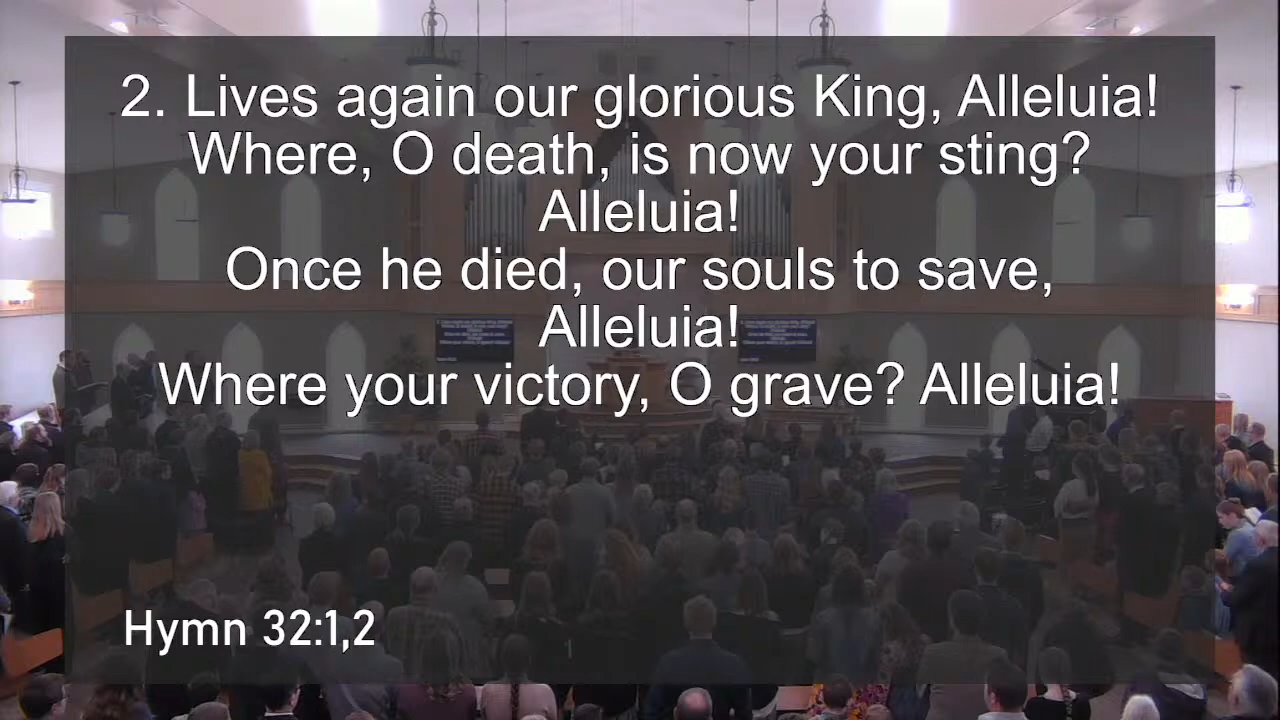 2. Lives again our glorious King, Alleluia!
Where, O death, is now your sting?
Alleluia!
Once he died, our souls to save,
Alleluia!
Where your victory, O grave? Alleluia!
Hymn 32:1,2